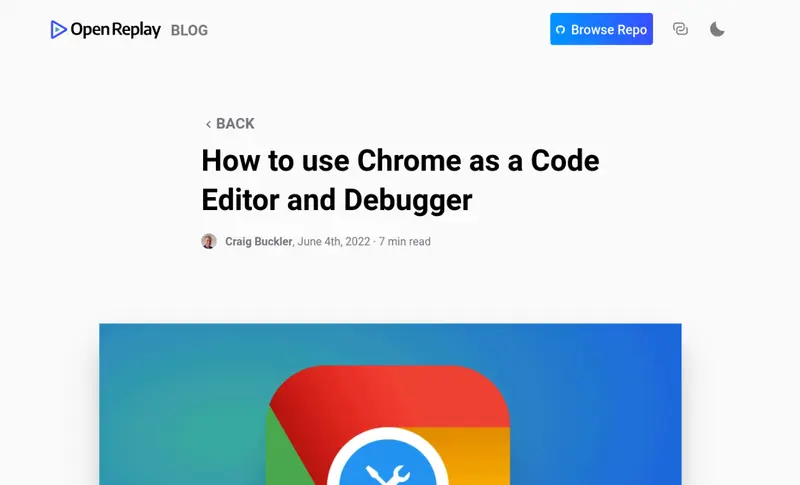 OpenReplay BLOG
Browse Repo
BACK
How to use Chrome as a Code
Editor and Debugger
Craig Buckler, June 4th, 2022 · 7 min read